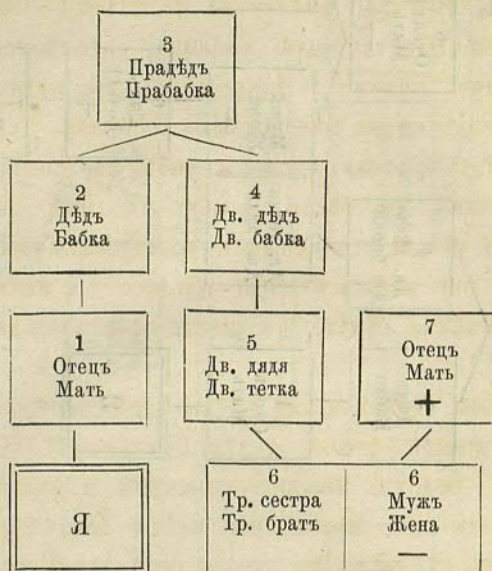 3
Прадѣдъ
Прабабка
2
Дѣдъ
Бабка
4
Дв. дѣдъ
Дв. бабка
1
Отецъ
Мать
5
Дв. дядя
Дв. тетка
7
Отецъ
Мать
+
Я
6
Тр. сестра
Тр. братъ
6
Мужъ
Жена
—